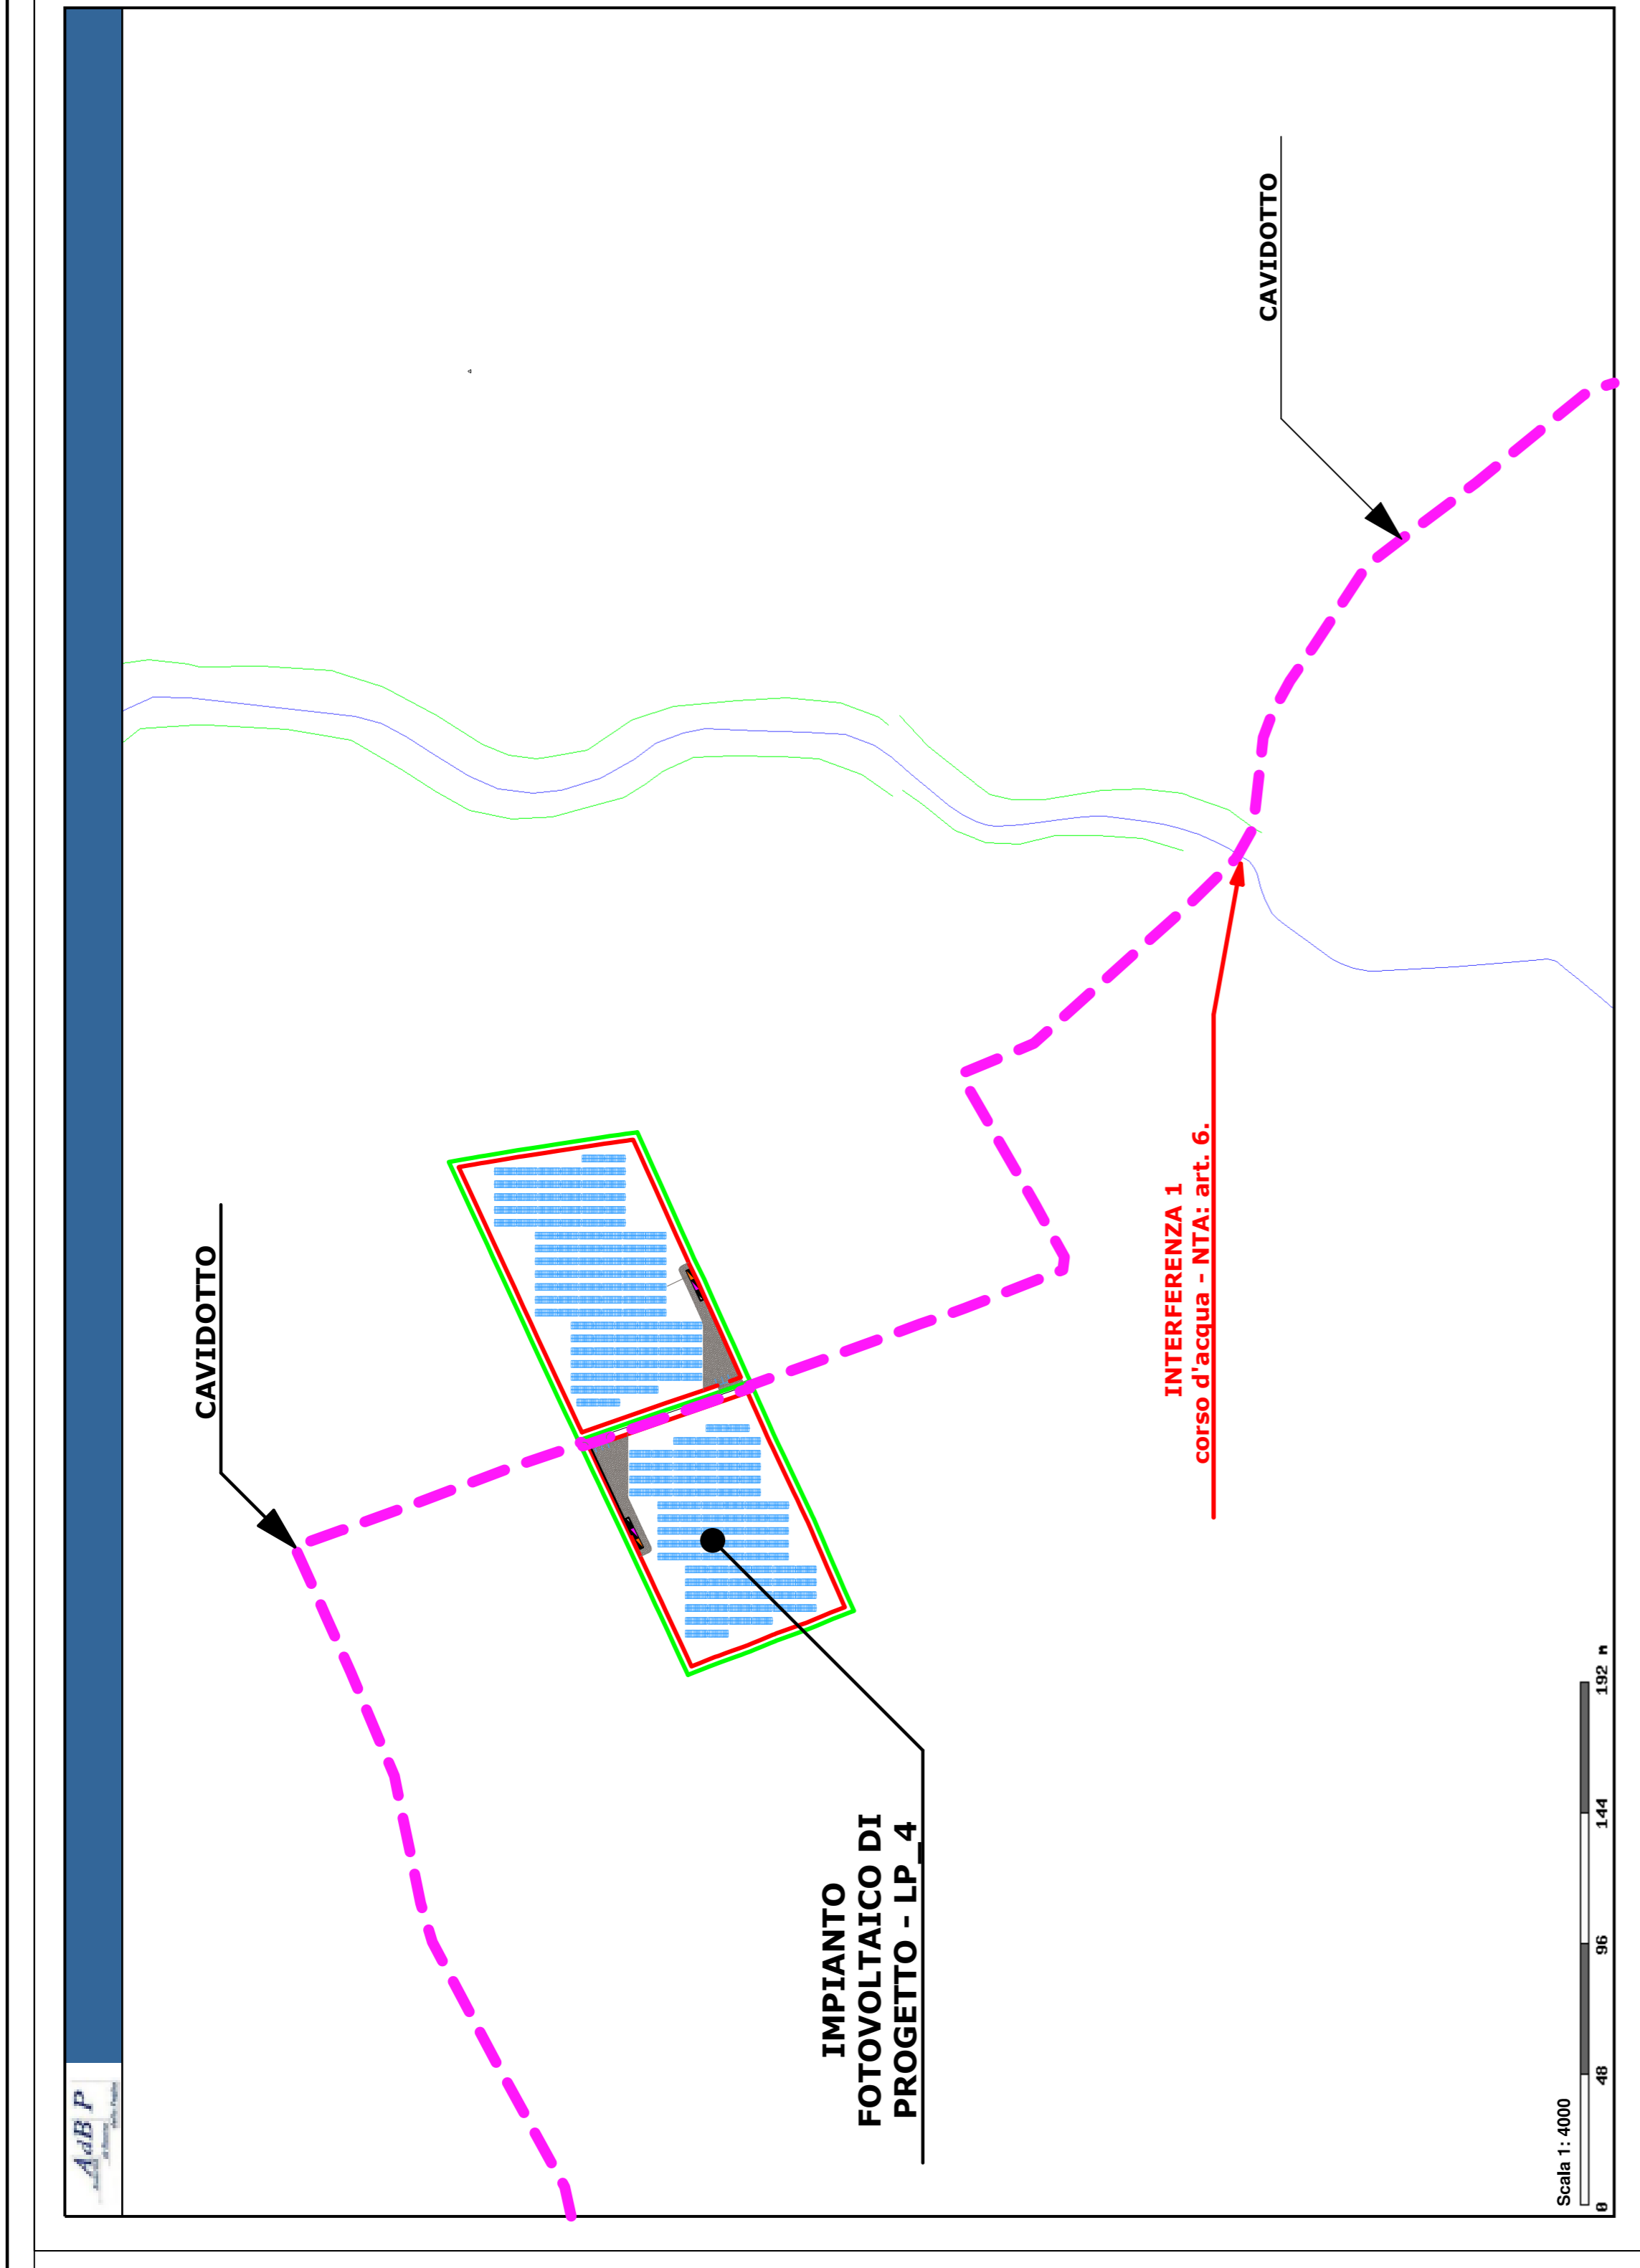 AdB P
CAVIDOTTO
CAVIDOTTO
IMPIANTO
FOTOVOLTAICO DI
PROGETTO - LP_4
INTERFERENZA 1
corso d'acqua - NTA: art. 6.
Scala 1: 4000
0 48 96 144 192 m